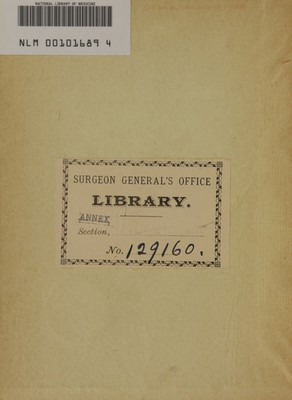 NATIONAL LIBRARY OF MEDICINE
NLM 00101689 4
SURGEON GENERAL'S OFFICE
LIBRARY.
ANNEX
Section,
No. 129160.